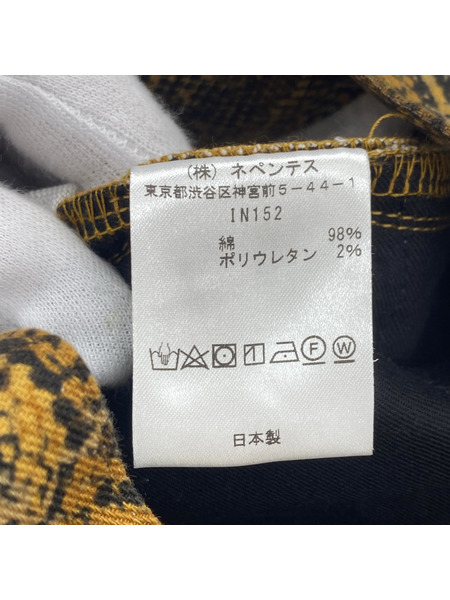 （株）ネペンテス
東京都渋谷区神宮前５－４４－１
IN152
綿 98%
ポリウレタン 2%
F W
日本製